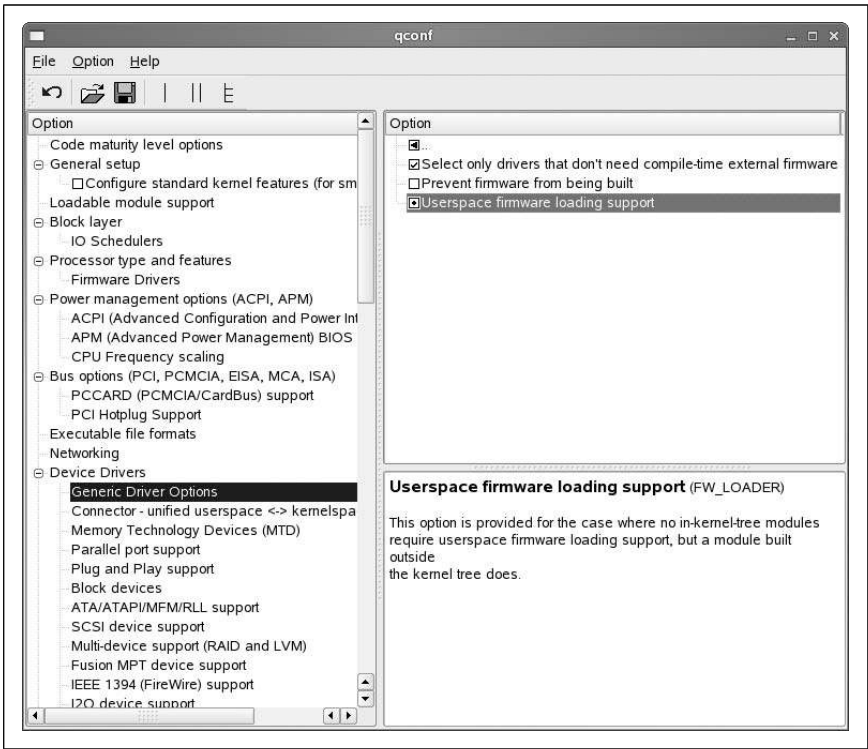 qconf
File Option Help
Option
Code maturity level options
General setup
Configure standard kernel features (for sm
Loadable module support
Block layer
IO Schedulers
Processor type and features
Firmware Drivers
Power management options (ACPI, APM)
ACPI (Advanced Configuration and Power Int
APM (Advanced Power Management) BIOS
CPU Frequency scaling
Bus options (PCI, PCMCIA, EISA, MCA, ISA)
PCCARD (PCMCIA/CardBus) support
PCI Hotplug Support
Executable file formats
Networking
Device Drivers
Generic Driver Options
Connector - unified userspace <-> kernelspa
Memory Technology Devices (MTD)
Parallel port support
Plug and Play support
Block devices
ATA/ATAPI/MFM/RLL support
SCSI device support
Multi-device support (RAID and LVM)
Fusion MPT device support
IEEE 1394 (FireWire) support
I2O device support
Option
..
Select only drivers that don't need compile-time external firmware
Prevent firmware from being built
Userspace firmware loading support
Userspace firmware loading support (FW_LOADER)
This option is provided for the case where no in-kernel-tree modules
require userspace firmware loading support, but a module built
outside
the kernel tree does.